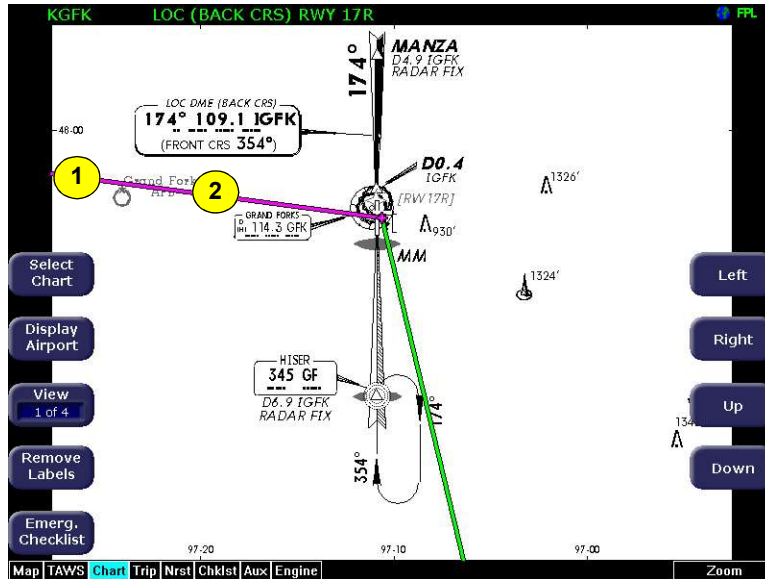 KGFK LOC (BACK CRS) RWY 17R FPL
174°
MANZA
D4.9 IGFK
RADAR FIX
LOC DME (BACK CRS)
174° 109.1 IGFK
(FRONT CRS 354°)
48-00
D0.4
IGFK
[RW17R]
1
2
Grand Fork
1326'
GRAND FORKS
D
114.3 GFK
930'
MM
1324'
Select
Chart
Display
Airport
View
1 of 4
Remove
Labels
Emerg.
Checklist
Left
Right
Up
Down
HISER
345 GF
D6.9 IGFK
RADAR FIX
174°
354°
134
97-20
97-10
97-00
Map TAWS Chart Trip Nrst Chklst Aux Engine Zoom